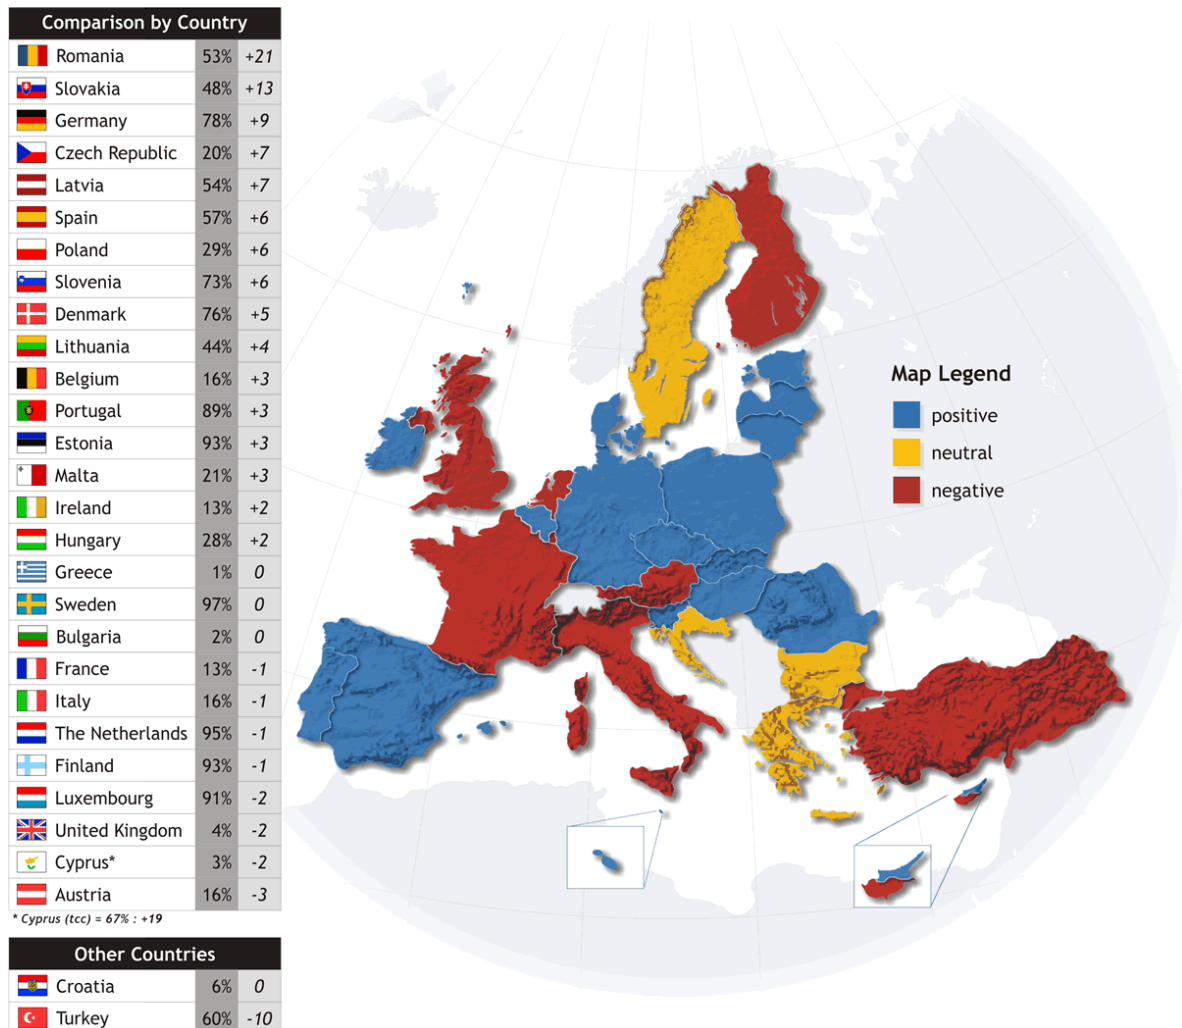 Comparison by Country
Romania 53% +21
Slovakia 48% +13
Germany 78% +9
Czech Republic 20% +7
Latvia 54% +7
Spain 57% +6
Poland 29% +6
Slovenia 73% +6
Denmark 76% +5
Lithuania 44% +4
Belgium 16% +3
Portugal 89% +3
Estonia 93% +3
Malta 21% +3
Ireland 13% +2
Hungary 28% +2
Greece 1% 0
Sweden 97% 0
Bulgaria 2% 0
France 13% -1
Italy 16% -1
The Netherlands 95% -1
Finland 93% -1
Luxembourg 91% -2
United Kingdom 4% -2
Cyprus* 3% -2
Austria 16% -3
* Cyprus (tcc) = 67% : +19
Other Countries
Croatia 6% 0
Turkey 60% -10
Map Legend
positive
neutral
negative